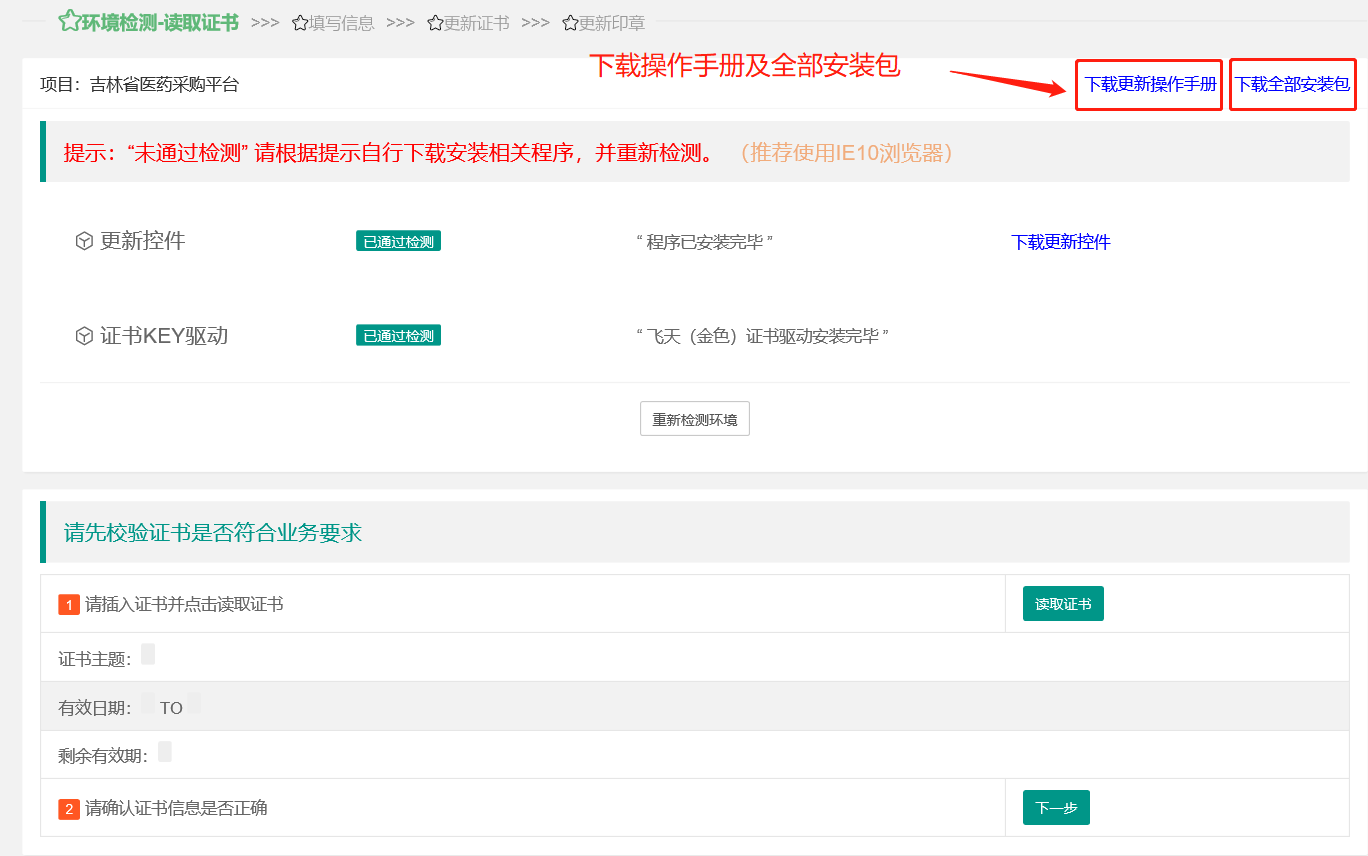 环境检测-读取证书 >>> 填写信息 >>> 更新证书 >>> 更新印章
下载操作手册及全部安装包
项目：吉林省医药采购平台 下载更新操作手册 下载全部安装包
提示：“未通过检测” 请根据提示自行下载安装相关程序，并重新检测。 （推荐使用IE10浏览器）
更新控件 已通过检测 “ 程序已安装完毕 ” 下载更新控件
证书KEY驱动 已通过检测 “ 飞天（金色）证书驱动安装完毕 ”
重新检测环境
请先校验证书是否符合业务要求
1 请插入证书并点击读取证书 读取证书
证书主题：
有效日期： TO
剩余有效期：
2 请确认证书信息是否正确 下一步